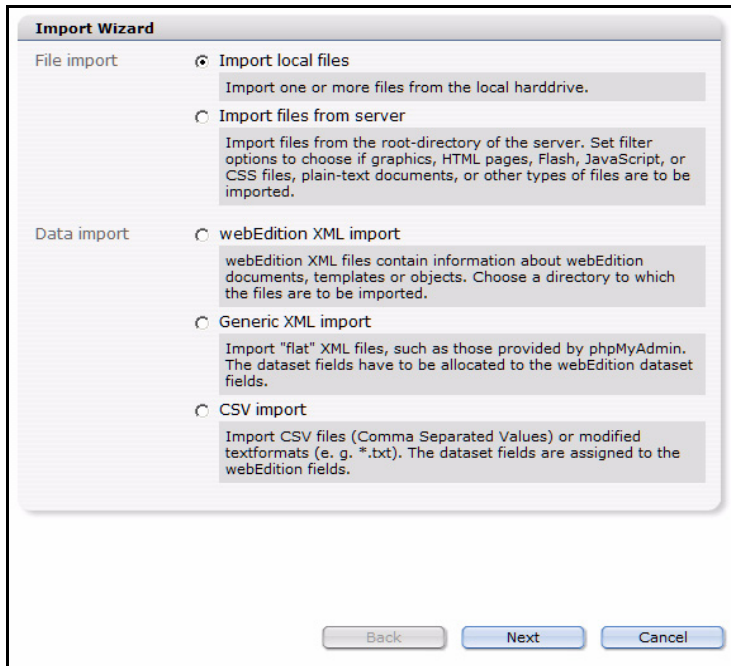 Import Wizard
File import
Import local files
Import one or more files from the local harddrive.
Import files from server
Import files from the root-directory of the server. Set filter
options to choose if graphics, HTML pages, Flash, JavaScript, or
CSS files, plain-text documents, or other types of files are to be
imported.
Data import
webEdition XML import
webEdition XML files contain information about webEdition
documents, templates or objects. Choose a directory to which
the files are to be imported.
Generic XML import
Import "flat" XML files, such as those provided by phpMyAdmin.
The dataset fields have to be allocated to the webEdition dataset
fields.
CSV import
Import CSV files (Comma Separated Values) or modified
textformats (e. g. *.txt). The dataset fields are assigned to the
webEdition fields.
Back
Next
Cancel